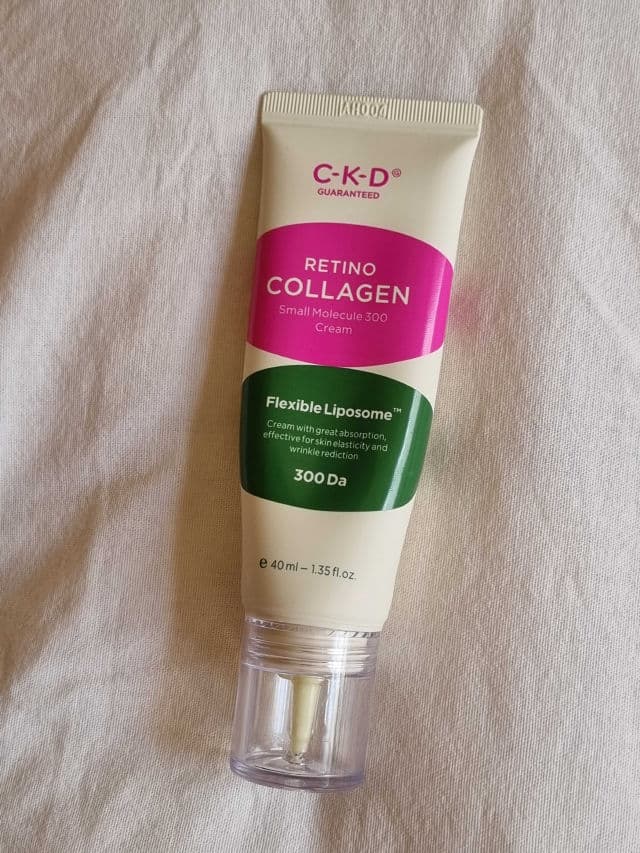 C-K-D®
GUARANTEED
RETINO
COLLAGEN
Small Molecule 300
Cream
Flexible Liposome™
Cream with great absorption,
effective for skin elasticity and
wrinkle rediction
300 Da
e 40 ml – 1.35 fl.oz.